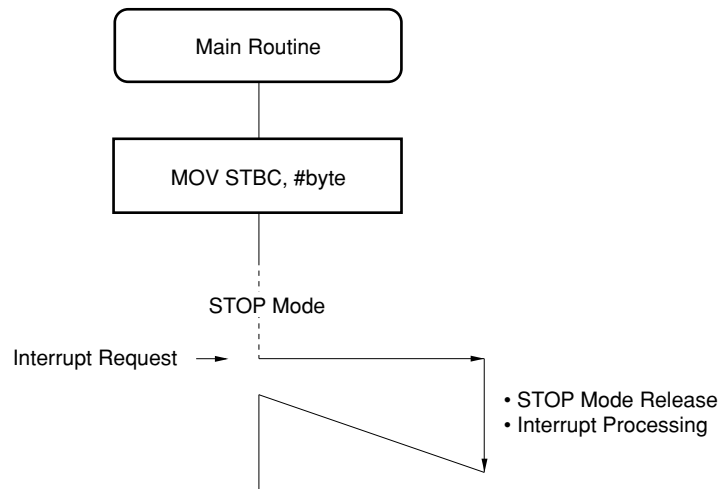 Main Routine
MOV STBC, #byte
STOP Mode
Interrupt Request
• STOP Mode Release
• Interrupt Processing